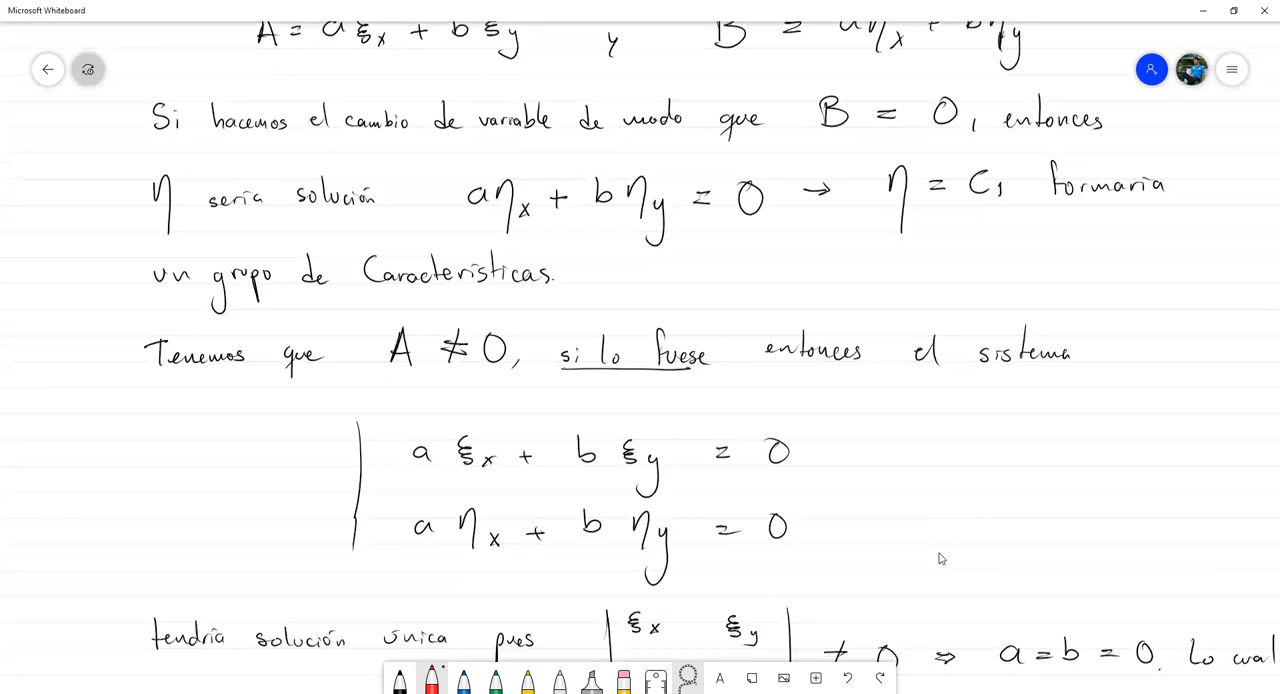 Microsoft Whiteboard
A = a ξx + b ξy y B = a ηx + b ηy
Si hacemos el cambio de variable de modo que B = 0, entonces
η sería solución a ηx + b ηy = 0 → η = C1 formaria
un grupo de Características.
Tenemos que A ≠ 0, si lo fuese entonces el sistema
a ξx + b ξy = 0
a ηx + b ηy = 0
tendría solución única pues | ξx ξy | ≠ 0 ⇒ a = b = 0. Lo cual